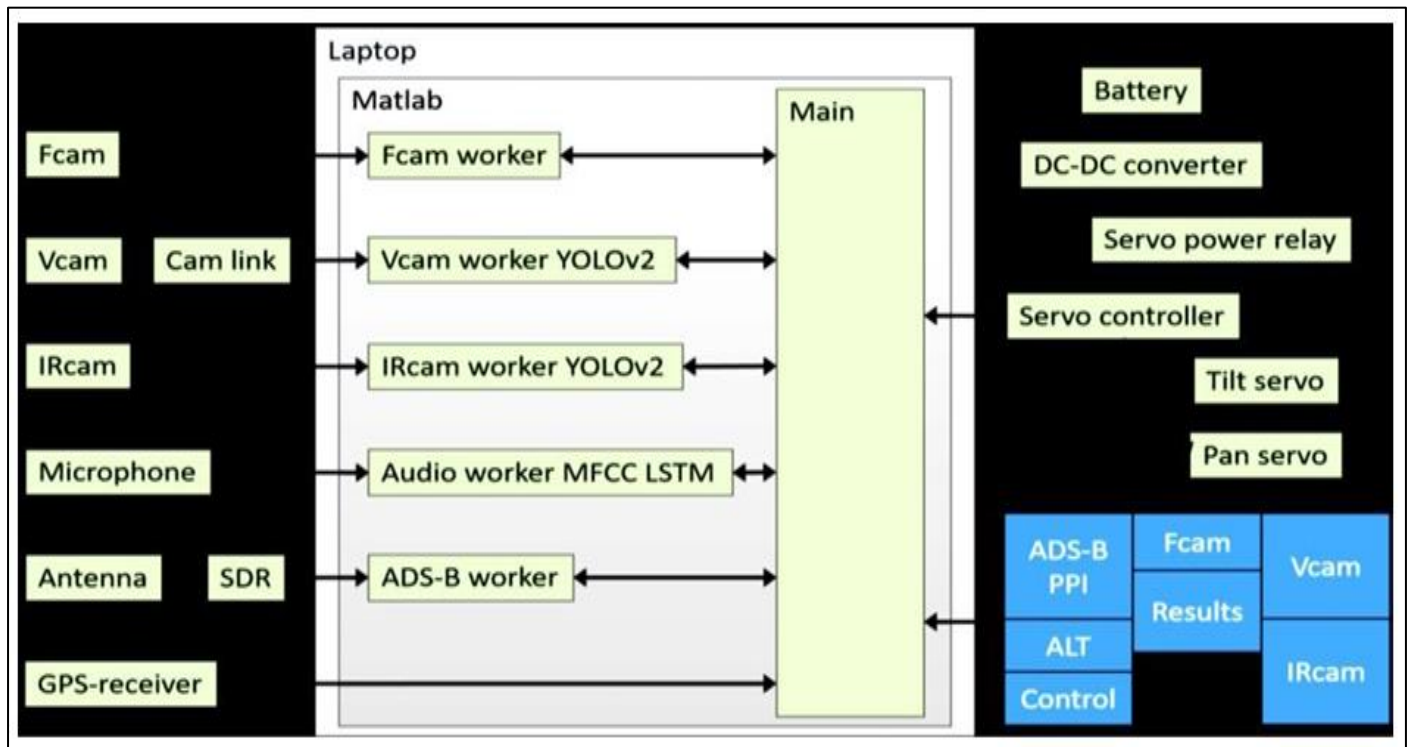 Laptop
Matlab
Main
Fcam
Fcam worker
Vcam
Cam link
Vcam worker YOLOv2
IRcam
IRcam worker YOLOv2
Microphone
Audio worker MFCC LSTM
Antenna
SDR
ADS-B worker
GPS-receiver
Battery
DC-DC converter
Servo power relay
Servo controller
Tilt servo
Pan servo
ADS-B
PPI
ALT
Control
Fcam
Results
Vcam
IRcam